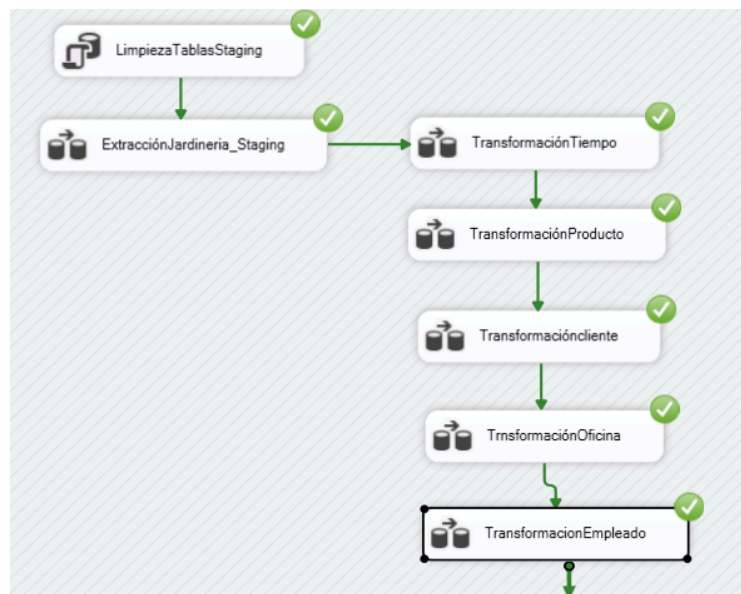 LimpiezaTablasStaging
ExtracciónJardineria_Staging
TransformaciónTiempo
TransformaciónProducto
Transformacióncliente
TrnsformaciónOficina
TransformacionEmpleado